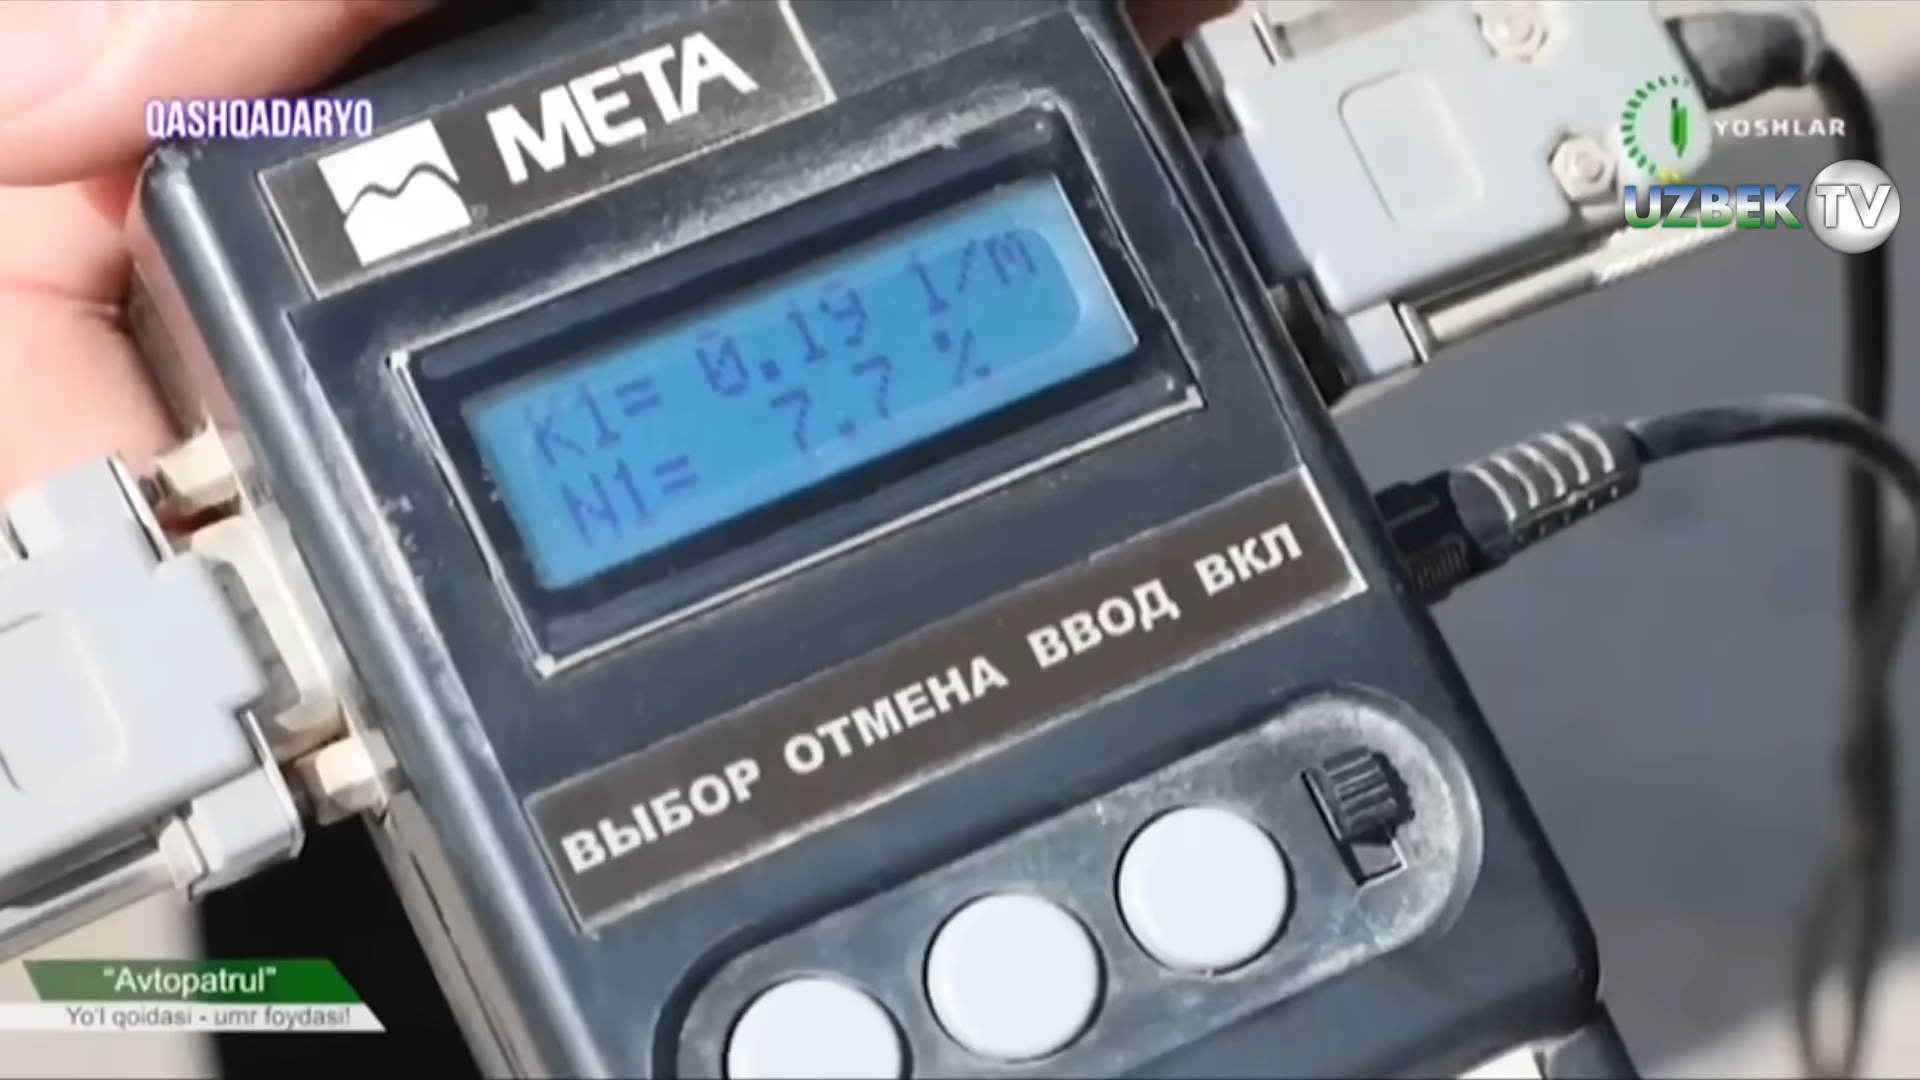 QASHQADARYO
МЕТА
YOSHLAR
UZBEK TV
K1= 0.19 1/m
N1= 7.7 %
ВЫБОР ОТМЕНА ВВОД ВКЛ
“Avtopatrul”
Yo'l qoidasi - umr foydasi!